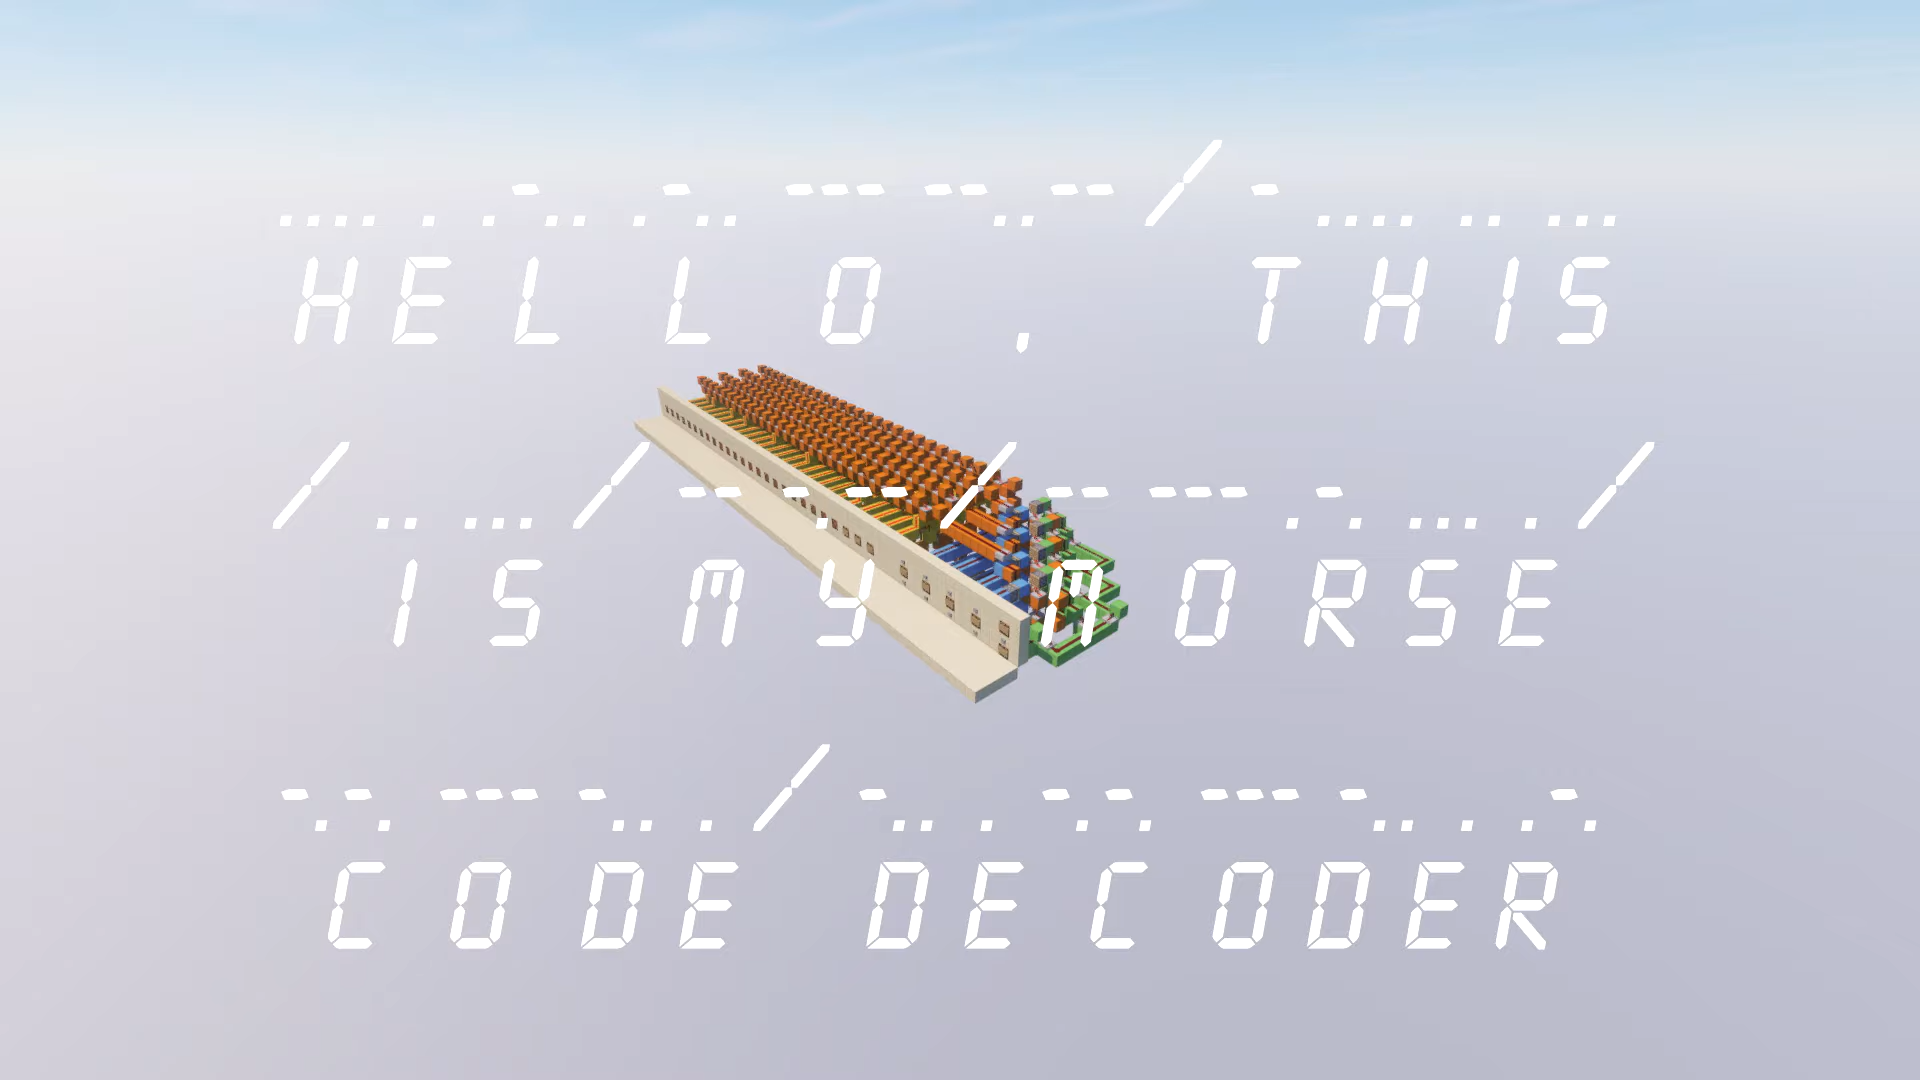 .... . .-.. .-.. --- --..-- / - .... .. ...
HELLO, THIS
/ .. ... / -- -.-- / -- --- .-. ... . /
IS MY MORSE
-.-. --- -.. . / -.. . -.-. --- -.. . .-.
CODE DECODER